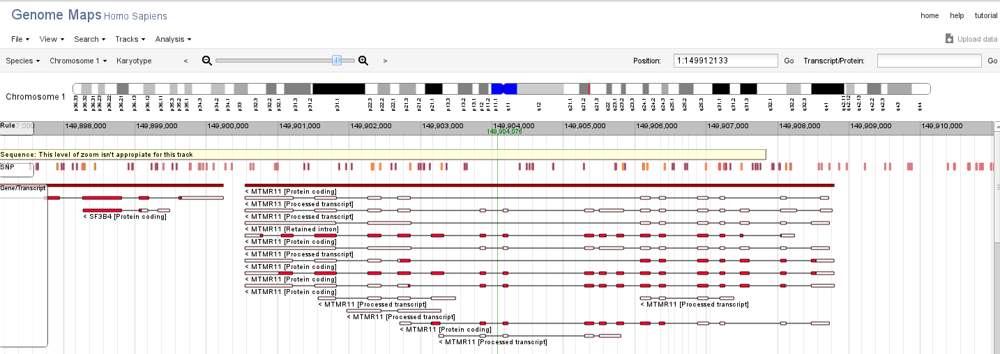 Genome Maps Homo Sapiens
home help tutorial
File View Search Tracks Analysis
Upload data
Species Chromosome 1 Karyotype < > Position: 1:149912133 Go Transcript/Protein: Go
Chromosome 1
p36.33 p36.32 p36.31 p36.23 p36.22 p36.21 p36.13 p36.12 p36.11 p35.3 p35.2 p35.1 p34.3 p34.2 p34.1 p33 p32.3 p32.2 p32.1 p31.3 p31.2 p31.1 p22.3 p22.2 p22.1 p21.3 p21.2 p21.1 p13.3 p13.2 p13.1 p12 p11.2 p11.1 q11 q12 q21.1 q21.2 q21.3 q22 q23.1 q23.2 q23.3 q24.1 q24.2 q24.3 q25.1 q25.2 q25.3 q31.1 q31.2 q31.3 q32.1 q32.2 q32.3 q41 q42.11 q42.12 q42.13 q42.2 q42.3 q43 q44
Rule 149,898,000 149,899,000 149,900,000 149,901,000 149,902,000 149,903,000 149,904,000 149,905,000 149,906,000 149,907,000 149,908,000 149,909,000 149,910,000
149,904,076
Sequence: This level of zoom isn't appropiate for this track
SNP
Gene/Transcript
< MTMR11 [Protein coding]
< MTMR11 [Processed transcript]
< SF3B4 [Protein coding]
< MTMR11 [Processed transcript]
< MTMR11 [Retained intron]
< MTMR11 [Protein coding]
< MTMR11 [Processed transcript]
< MTMR11 [Protein coding]
< MTMR11 [Protein coding]
< MTMR11 [Protein coding]
< MTMR11 [Processed transcript]
< MTMR11 [Processed transcript]
< MTMR11 [Processed transcript]
< MTMR11 [Protein coding]
< MTMR11 [Processed transcript]